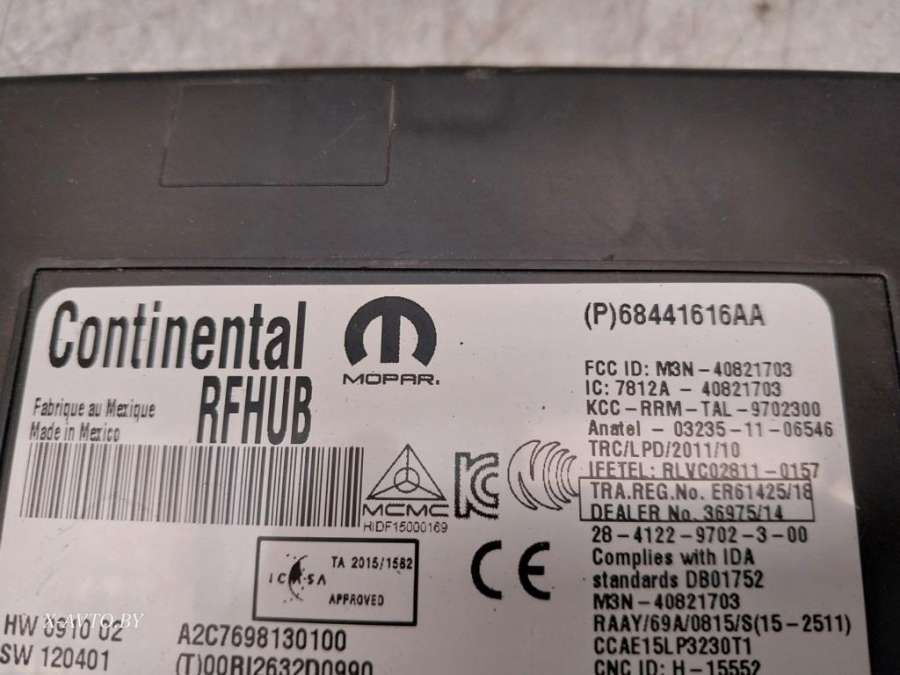 Continental
RFHUB
MOPAR.
(P)68441616AA
Fabrique au Mexique
Made in Mexico
FCC ID: M3N-40821703
IC: 7812A - 40821703
KCC-RRM-TAL-9702300
Anatel - 03235-11-06546
TRC/LPD/2011/10
IFETEL: RLVC02811-0157
TRA.REG.No. ER61425/18
DEALER No. 36975/14
28-4122-9702-3-00
Complies with IDA
standards DB01752
M3N-40821703
RAAY/69A/0815/S(15-2511)
CCAE15LP3230T1
CNC ID: H-15552
MCMC
HIDF15000169
KC
ICASA
TA 2015/1582
APPROVED
CE
HW 0910 02
SW 120401
A2C7698130100
(T)00BI2632D0990
X-AVTO.BY